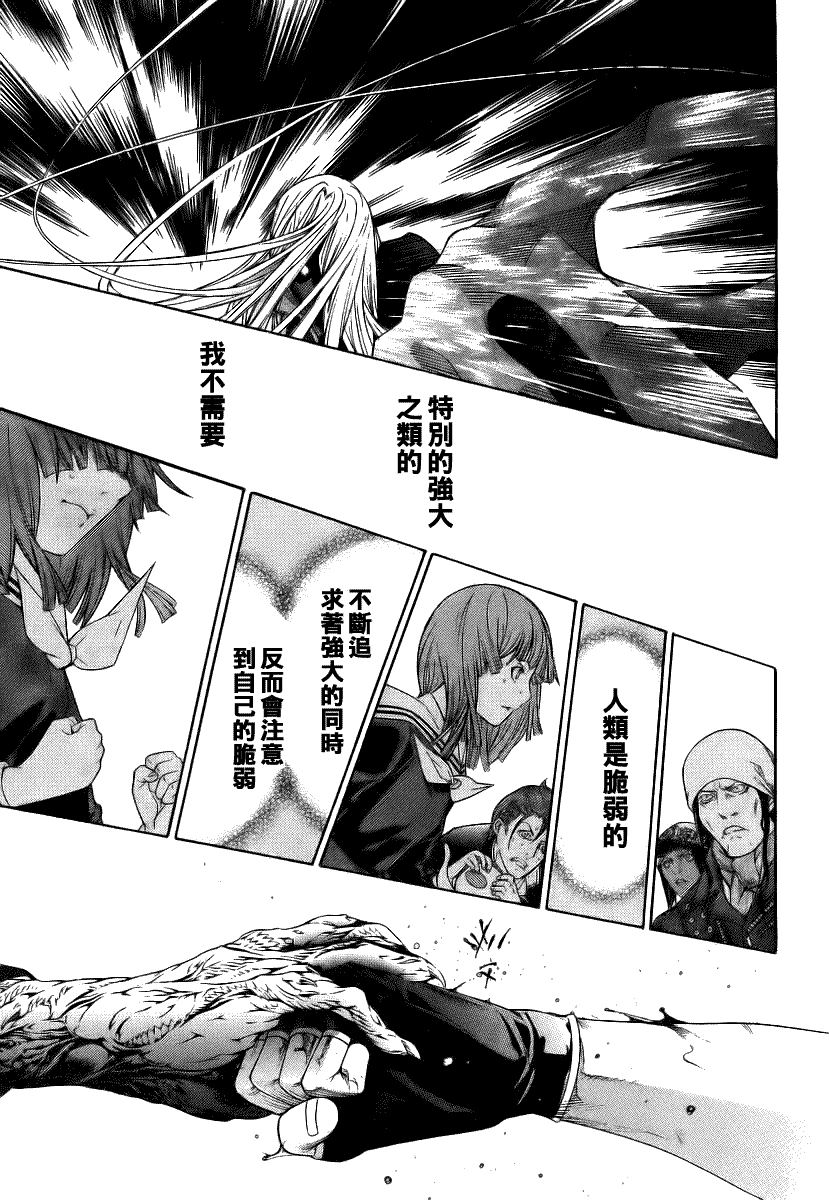 特別的強大
之類的
我不需要
人類是脆弱的
不斷追
求著強大的同時
反而會注意
到自己的脆弱